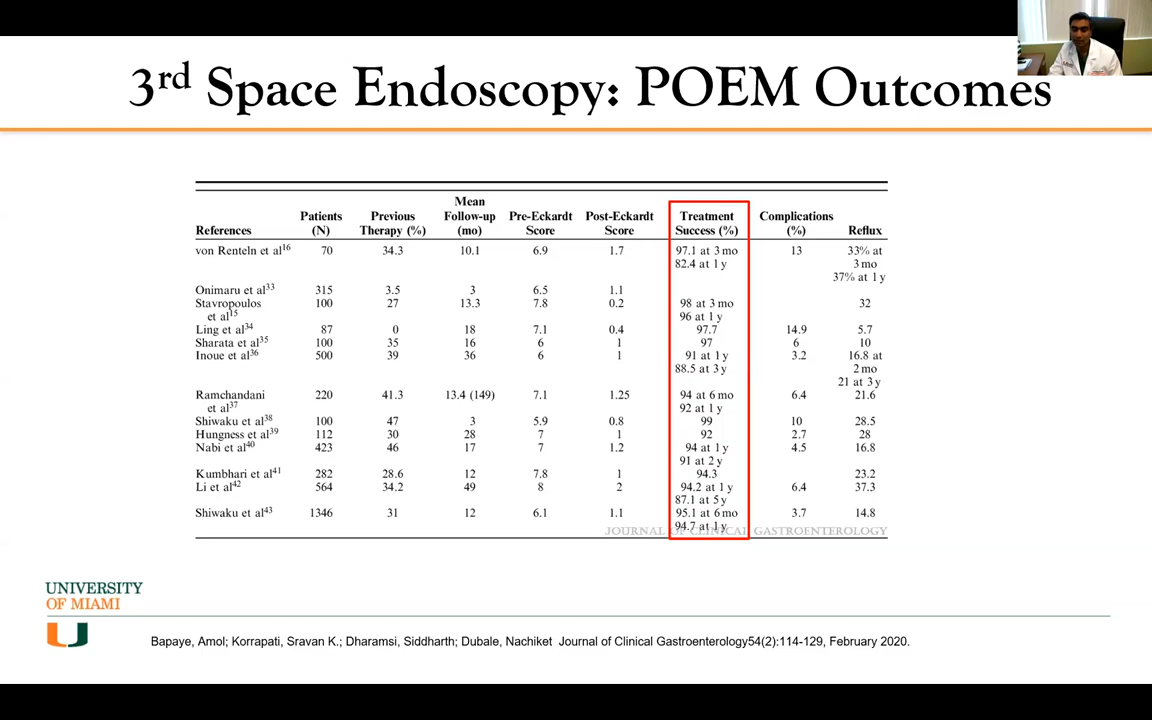 3rd Space Endoscopy: POEM Outcomes
References Patients (N) Previous Therapy (%) Mean Follow-up (mo) Pre-Eckardt Score Post-Eckardt Score Treatment Success (%) Complications (%) Reflux
von Renteln et al16 70 34.3 10.1 6.9 1.7 97.1 at 3 mo 13 33% at
82.4 at 1 y 3 mo
37% at 1 y
Onimaru et al33 315 3.5 3 6.5 1.1
Stavropoulos 100 27 13.3 7.8 0.2 98 at 3 mo 32
et al15 96 at 1 y
Ling et al34 87 0 18 7.1 0.4 97.7 14.9 5.7
Sharata et al35 100 35 16 6 1 97 6 10
Inoue et al36 500 39 36 6 1 91 at 1 y 3.2 16.8 at
88.5 at 3 y 2 mo
21 at 3 y
Ramchandani 220 41.3 13.4 (149) 7.1 1.25 94 at 6 mo 6.4 21.6
et al37 92 at 1 y
Shiwaku et al38 100 47 3 5.9 0.8 99 10 28.5
Hungness et al39 112 30 28 7 1 92 2.7 28
Nabi et al40 423 46 17 7 1.2 94 at 1 y 4.5 16.8
91 at 2 y
Kumbhari et al41 282 28.6 12 7.8 1 94.3 23.2
Li et al42 564 34.2 49 8 2 94.2 at 1 y 6.4 37.3
87.1 at 5 y
Shiwaku et al43 1346 31 12 6.1 1.1 95.1 at 6 mo 3.7 14.8
94.7 at 1 y
JOURNAL OF CLINICAL GASTROENTEROLOGY
UNIVERSITY
OF MIAMI
Bapaye, Amol; Korrapati, Sravan K.; Dharamsi, Siddharth; Dubale, Nachiket Journal of Clinical Gastroenterology54(2):114-129, February 2020.